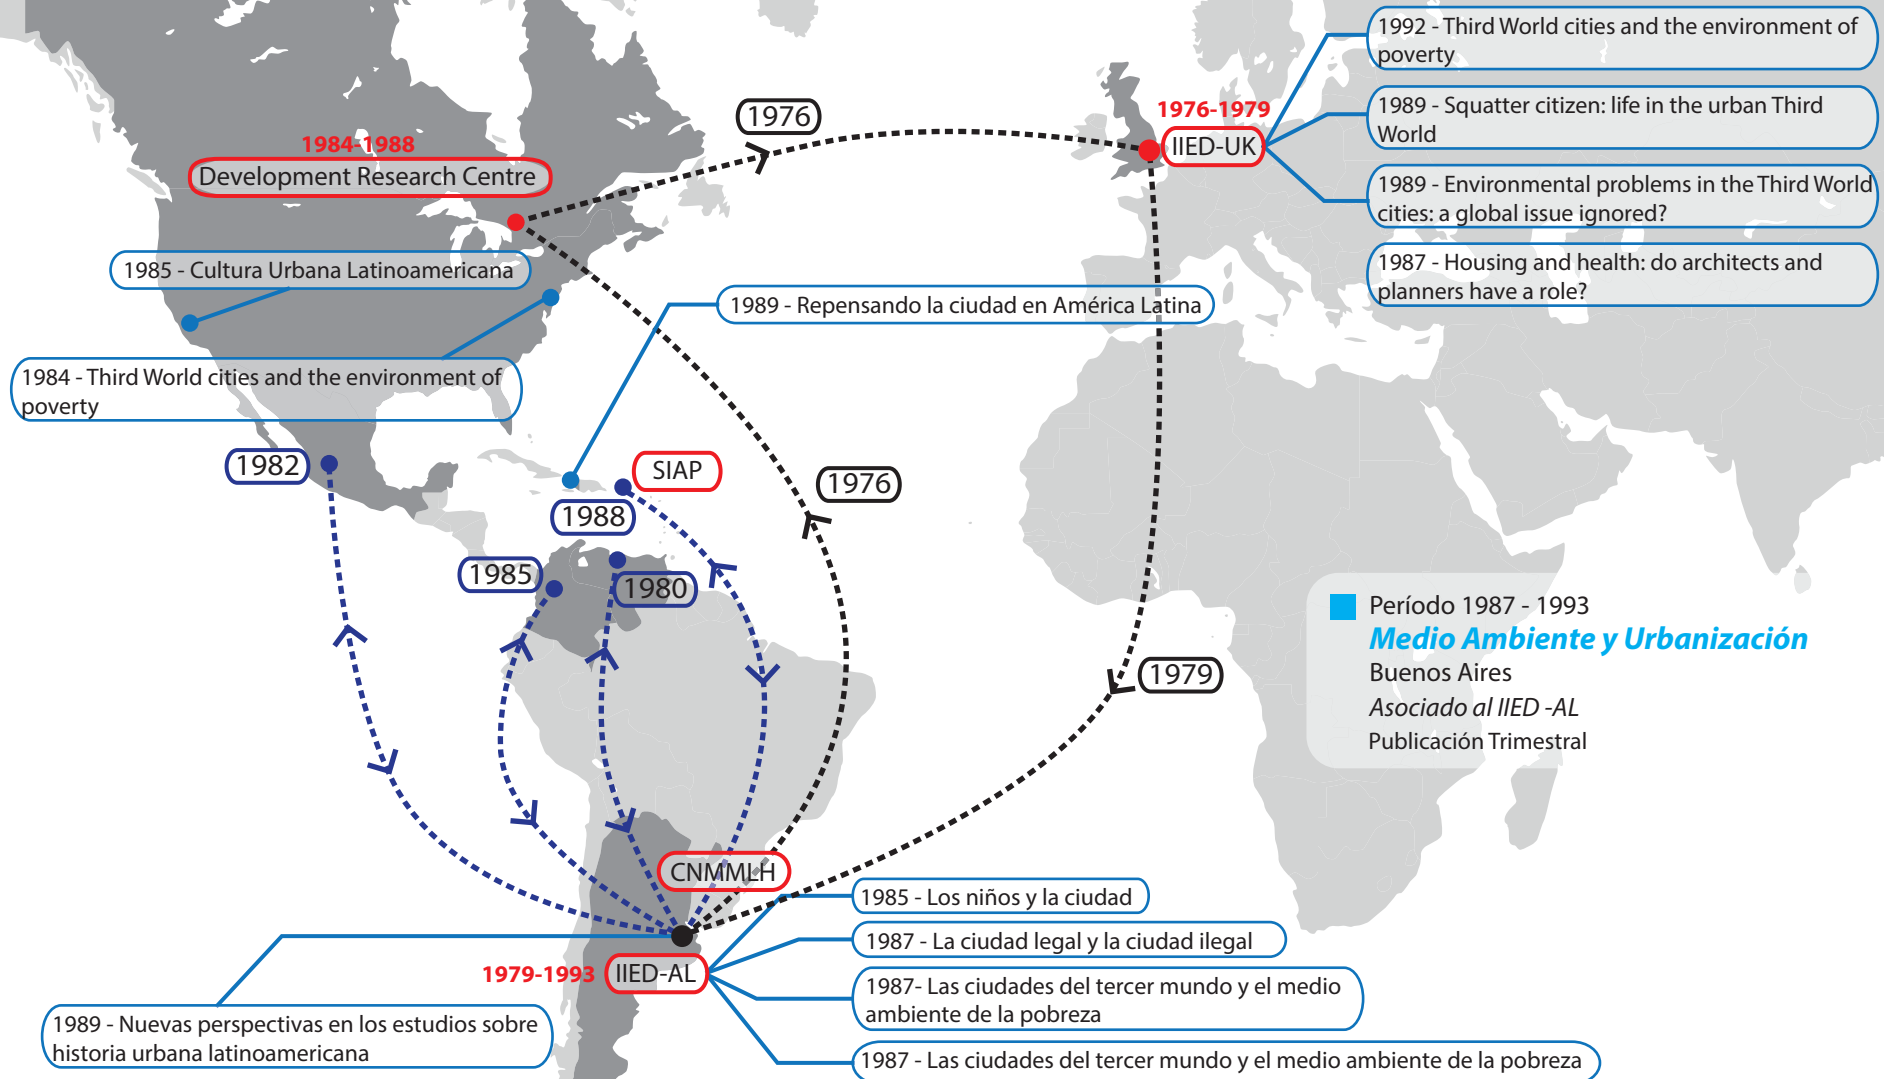 1992 - Third World cities and the environment of
poverty
1976
1976-1979
IIED-UK
1989 - Squatter citizen: life in the urban Third
World
1984-1988
Development Research Centre
1989 - Environmental problems in the Third World
cities: a global issue ignored?
1985 - Cultura Urbana Latinoamericana
1987 - Housing and health: do architects and
planners have a role?
1989 - Repensando la ciudad en América Latina
1984 - Third World cities and the environment of
poverty
1982
SIAP
1976
1988
1985
1980
Período 1987 - 1993
Medio Ambiente y Urbanización
Buenos Aires
Asociado al IIED -AL
Publicación Trimestral
1979
CNMMLH
1985 - Los niños y la ciudad
1987 - La ciudad legal y la ciudad ilegal
1979-1993
IIED-AL
1987- Las ciudades del tercer mundo y el medio
ambiente de la pobreza
1989 - Nuevas perspectivas en los estudios sobre
historia urbana latinoamericana
1987 - Las ciudades del tercer mundo y el medio ambiente de la pobreza